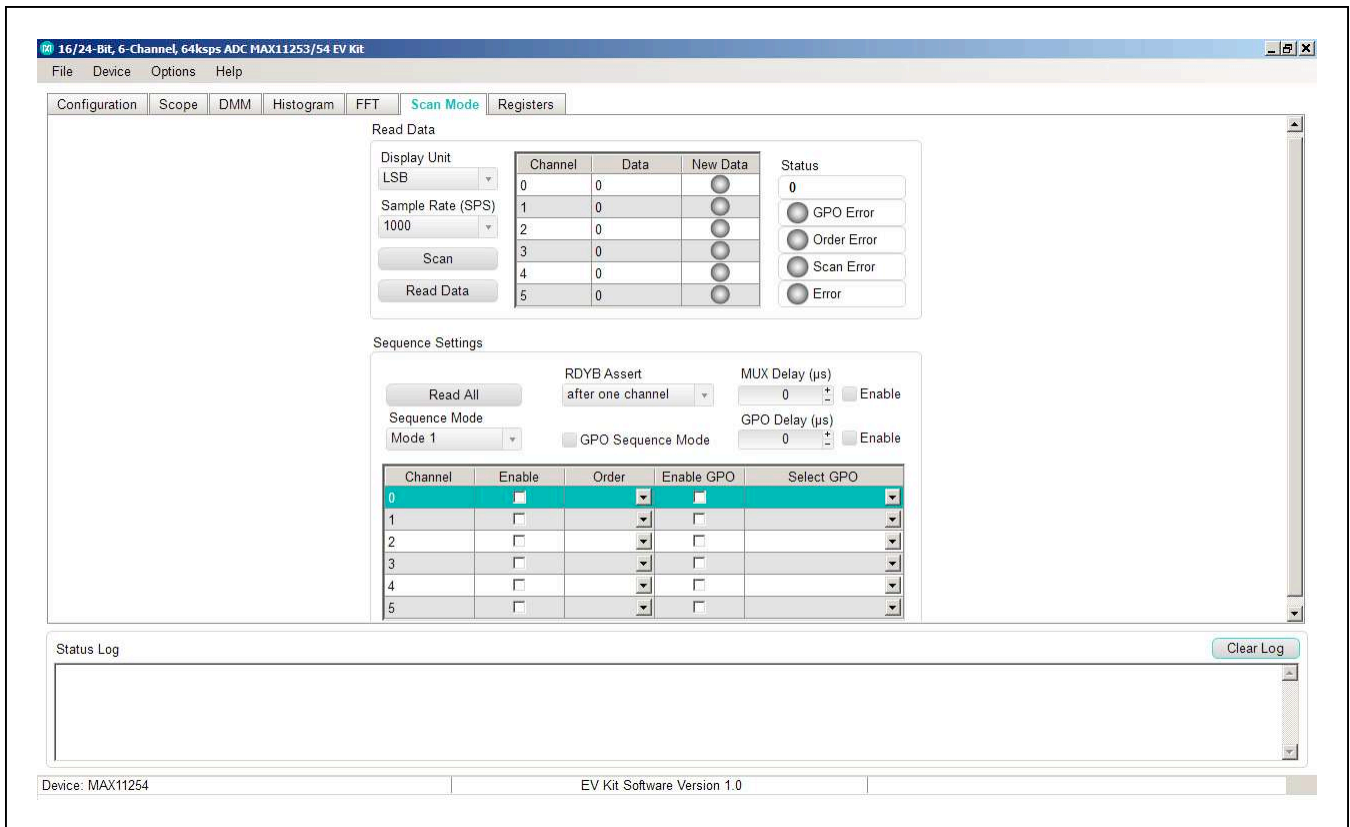 16/24-Bit, 6-Channel, 64ksps ADC MAX11253/54 EV Kit
File Device Options Help
Configuration Scope DMM Histogram FFT Scan Mode Registers
Read Data
Display Unit
LSB
Sample Rate (SPS)
1000
Scan
Read Data
Channel Data New Data
0 0
1 0
2 0
3 0
4 0
5 0
Status
0
GPO Error
Order Error
Scan Error
Error
Sequence Settings
Read All
Sequence Mode
Mode 1
RDYB Assert
after one channel
GPO Sequence Mode
MUX Delay (µs)
0 Enable
GPO Delay (µs)
0 Enable
Channel Enable Order Enable GPO Select GPO
0
1
2
3
4
5
Status Log
Clear Log
Device: MAX11254
EV Kit Software Version 1.0